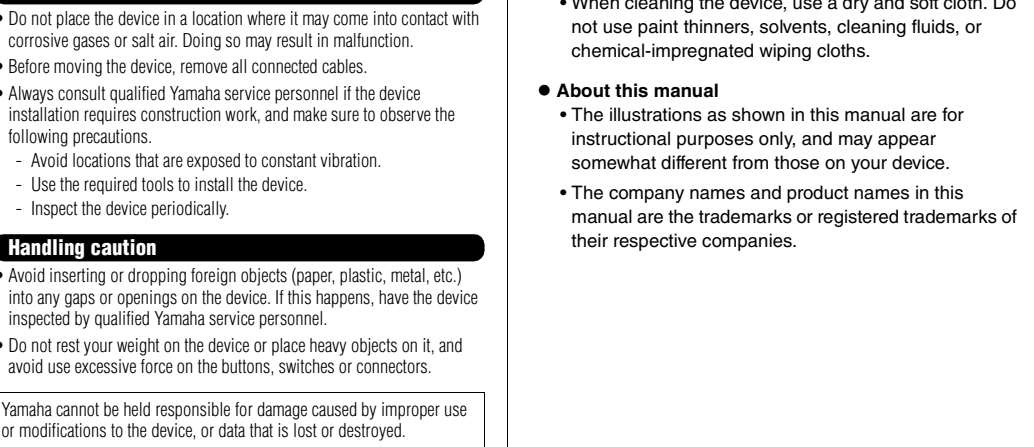 • Do not place the device in a location where it may come into contact with
corrosive gases or salt air. Doing so may result in malfunction.
• Before moving the device, remove all connected cables.
• Always consult qualified Yamaha service personnel if the device
installation requires construction work, and make sure to observe the
following precautions.
- Avoid locations that are exposed to constant vibration.
- Use the required tools to install the device.
- Inspect the device periodically.
Handling caution
• Avoid inserting or dropping foreign objects (paper, plastic, metal, etc.)
into any gaps or openings on the device. If this happens, have the device
inspected by qualified Yamaha service personnel.
• Do not rest your weight on the device or place heavy objects on it, and
avoid use excessive force on the buttons, switches or connectors.
Yamaha cannot be held responsible for damage caused by improper use
or modifications to the device, or data that is lost or destroyed.
• When cleaning the device, use a dry and soft cloth. Do
not use paint thinners, solvents, cleaning fluids, or
chemical-impregnated wiping cloths.
● About this manual
• The illustrations as shown in this manual are for
instructional purposes only, and may appear
somewhat different from those on your device.
• The company names and product names in this
manual are the trademarks or registered trademarks of
their respective companies.